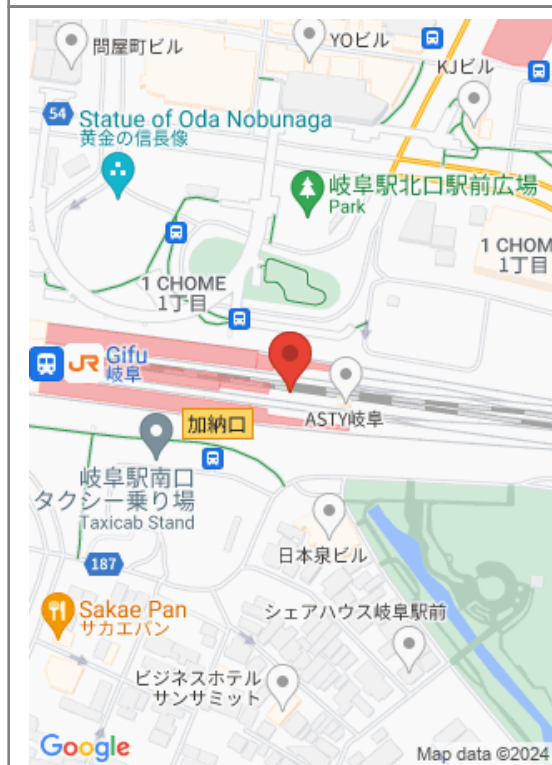 問屋町ビル
YOビル
KJビル
54
Statue of Oda Nobunaga
黄金の信長像
岐阜駅北口駅前広場
Park
1 CHOME
1丁目
1 CHOM
1丁目
JR
Gifu
岐阜
加納口
ASTY岐阜
岐阜駅南口
タクシー乗り場
Taxicab Stand
日本泉ビル
187
Sakae Pan
サカエパン
シェアハウス岐阜駅前
ビジネスホテル
サンサミット
Google
Map data ©2024